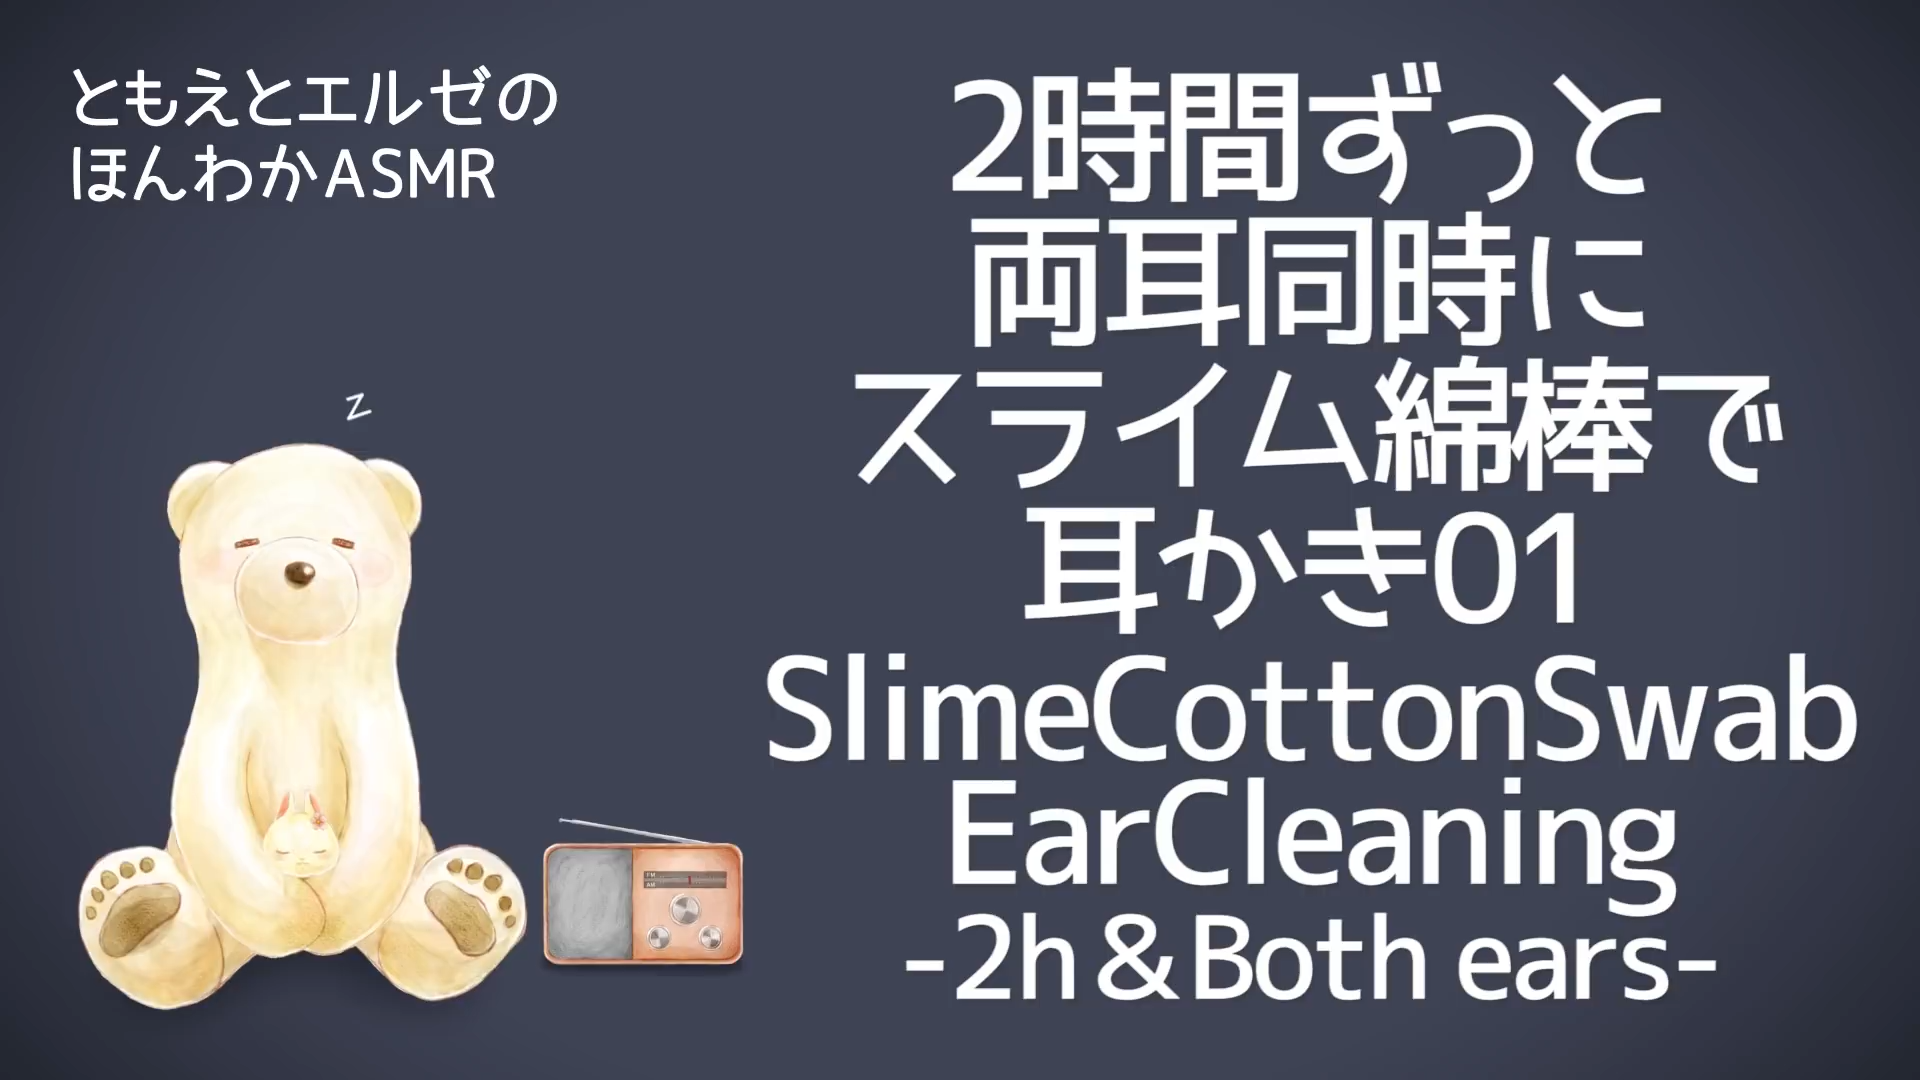 ともえとエルゼの
ほんわかASMR
2時間ずっと
両耳同時に
スライム綿棒で
耳かき01
SlimeCottonSwab
EarCleaning
-2h＆Both ears-
z
FM
AM